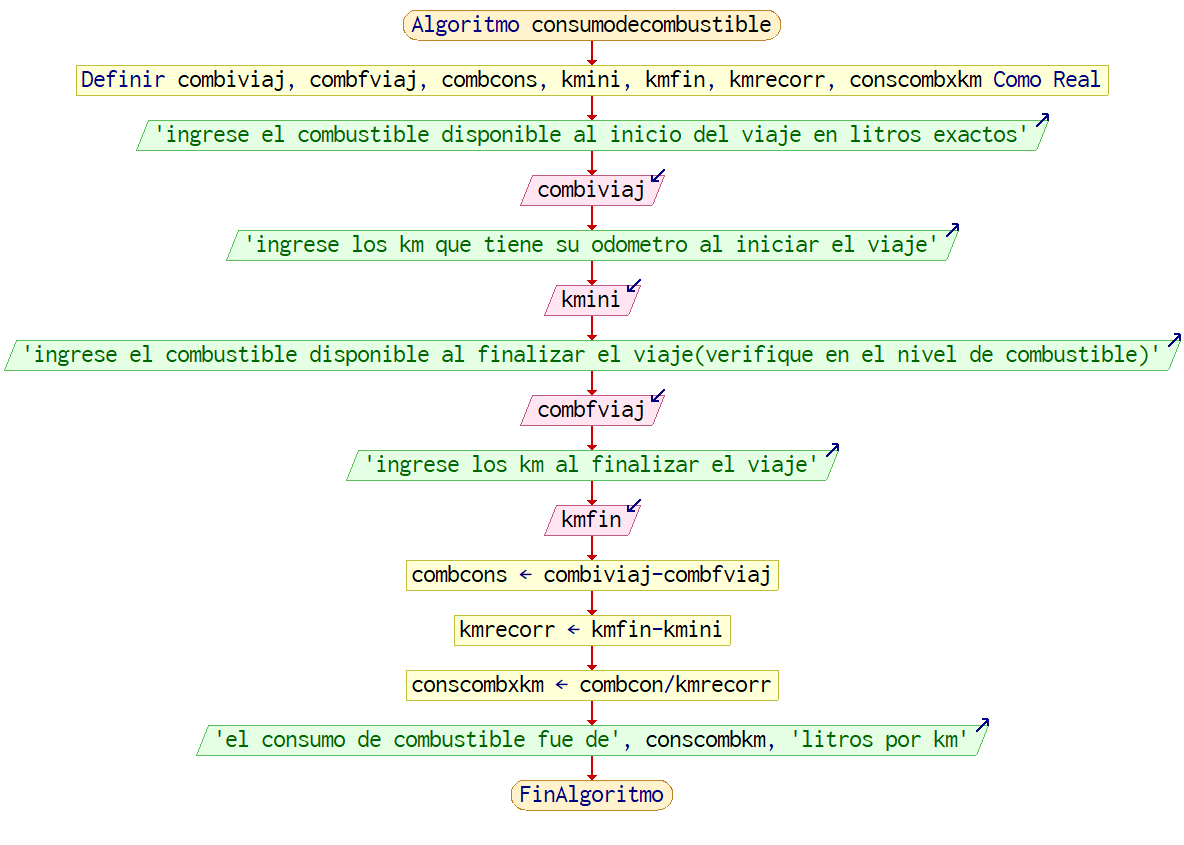 Algoritmo consumodecombustible
Definir combiviaj, combfviaj, combcons, kmini, kmfin, kmrecorr, conscombxkm Como Real
'ingrese el combustible disponible al inicio del viaje en litros exactos'
combiviaj
'ingrese los km que tiene su odometro al iniciar el viaje'
kmini
'ingrese el combustible disponible al finalizar el viaje(verifique en el nivel de combustible)'
combfviaj
'ingrese los km al finalizar el viaje'
kmfin
combcons ← combiviaj-combfviaj
kmrecorr ← kmfin-kmini
conscombxkm ← combcon/kmrecorr
'el consumo de combustible fue de', conscombkm, 'litros por km'
FinAlgoritmo